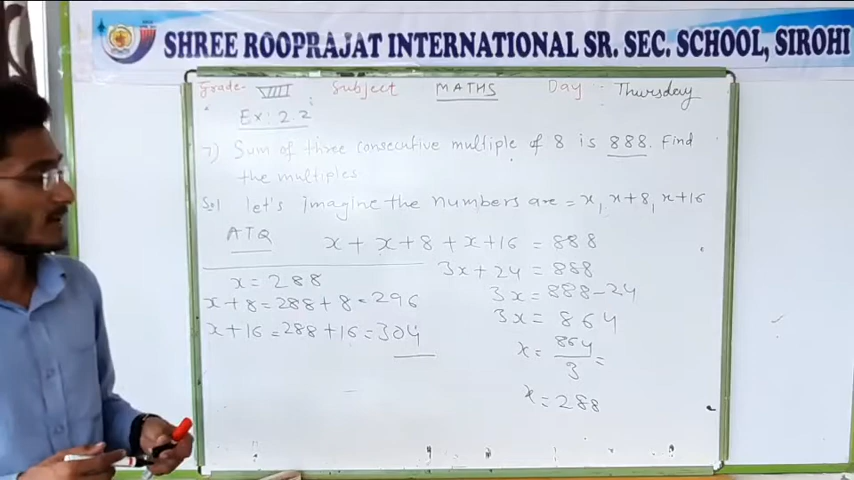 SHREE ROOPRAJAT INTERNATIONAL SR. SEC. SCHOOL, SIROHI
Grade- VIII Subject MATHS Day : Thursday
Ex: 2.2
7) Sum of three consecutive multiple of 8 is 888. Find
the multiples
Sol let's imagine the numbers are = x, x+8, x+16
ATQ x + x+8 + x+16 = 888
3x+24 = 888
3x = 888-24
3x = 864
x = 864/3 =
x = 288
x = 288
x+8 = 288+8 = 296
x+16 = 288+16 = 304